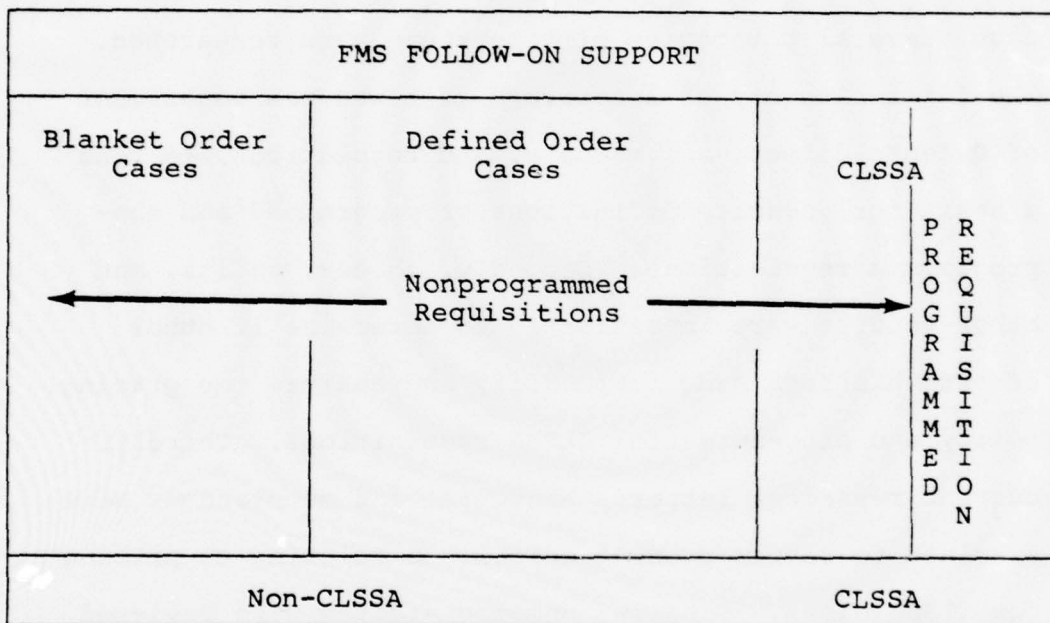 FMS FOLLOW-ON SUPPORT
Blanket Order
Cases
Defined Order
Cases
CLSSA
Nonprogrammed
Requisitions
PROGRAMMED
REQUISITION
Non-CLSSA
CLSSA